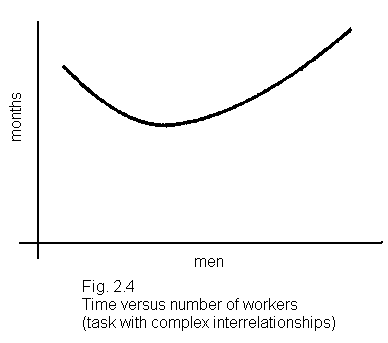 months
men
Fig. 2.4
Time versus number of workers
(task with complex interrelationships)